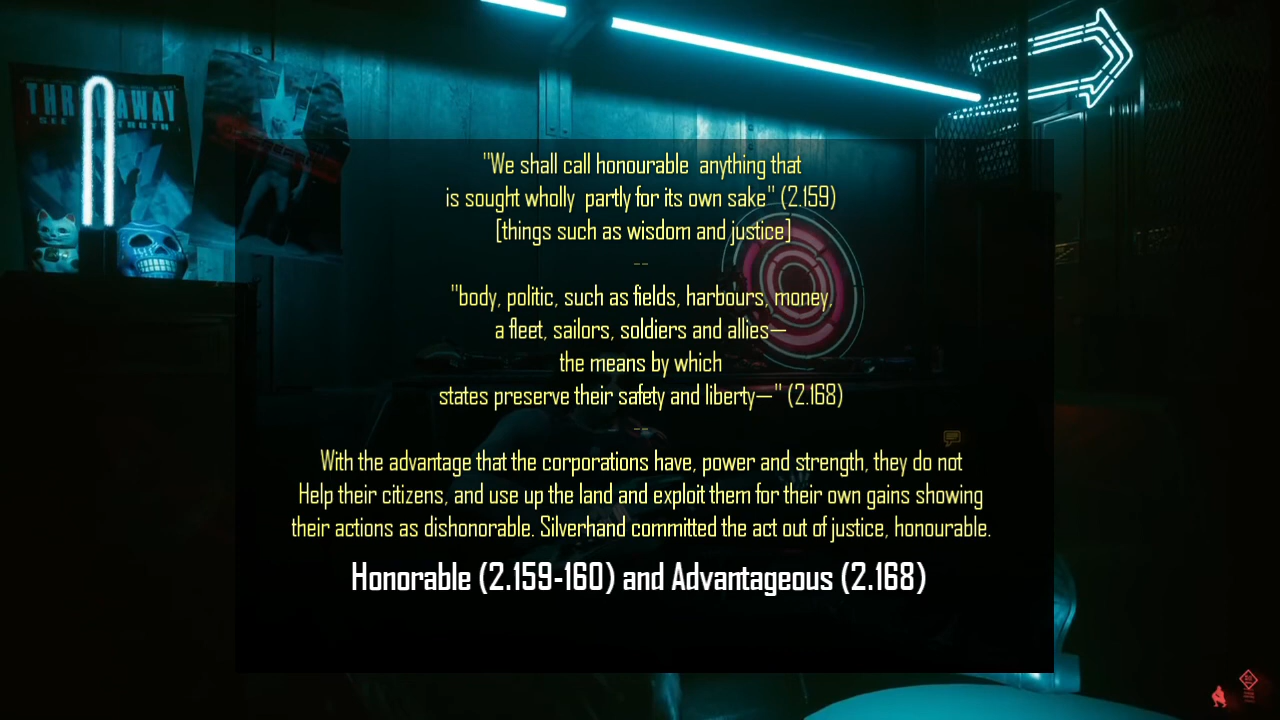 THR WAY
"We shall call honourable  anything that
is sought wholly  partly for its own sake" (2.159)
[things such as wisdom and justice]
--
"body, politic, such as fields, harbours, money,
a fleet, sailors, soldiers and allies—
the means by which
states preserve their safety and liberty—" (2.168)
--
With the advantage that the corporations have, power and strength, they do not
Help their citizens, and use up the land and exploit them for their own gains showing
their actions as dishonorable. Silverhand committed the act out of justice, honourable.
Honorable (2.159-160) and Advantageous (2.168)